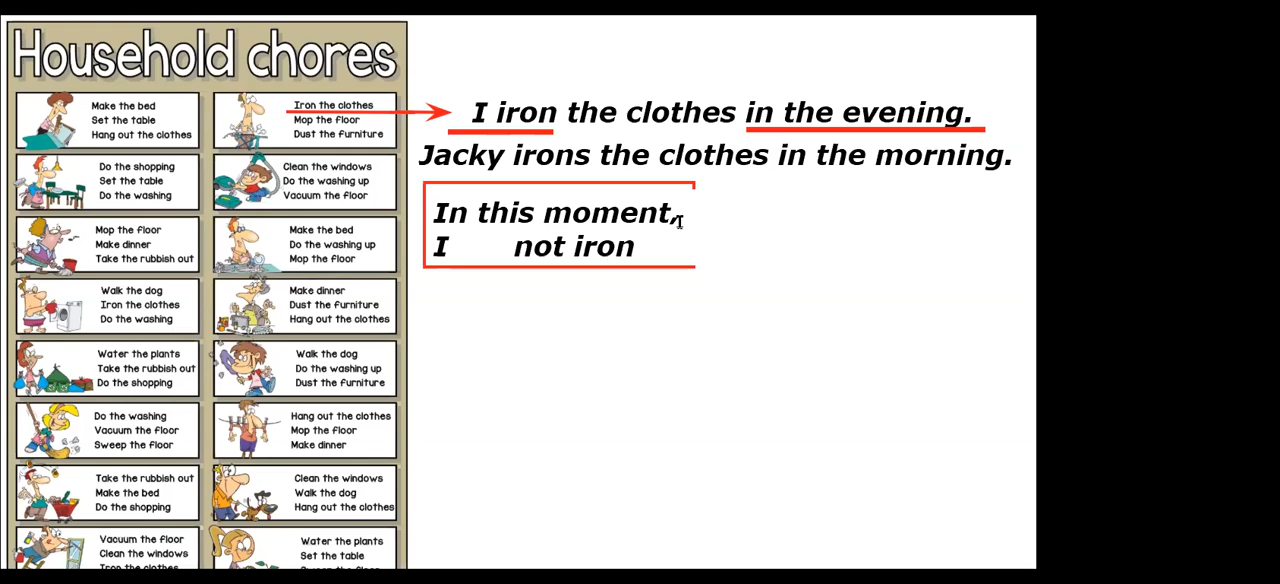 Household chores
Make the bed
Set the table
Hang out the clothes
Iron the clothes
Mop the floor
Dust the furniture
Do the shopping
Set the table
Do the washing
Clean the windows
Do the washing up
Vacuum the floor
Mop the floor
Make dinner
Take the rubbish out
Make the bed
Do the washing up
Mop the floor
Walk the dog
Iron the clothes
Do the washing
Make dinner
Dust the furniture
Hang out the clothes
Water the plants
Take the rubbish out
Do the shopping
Walk the dog
Do the washing up
Dust the furniture
Do the washing
Vacuum the floor
Sweep the floor
Hang out the clothes
Mop the floor
Make dinner
Take the rubbish out
Make the bed
Do the shopping
Clean the windows
Walk the dog
Hang out the clothes
Vacuum the floor
Clean the windows
Iron the clothes
Water the plants
Set the table
Sweep the floor
I iron the clothes in the evening.
Jacky irons the clothes in the morning.
In this moment,
I not iron